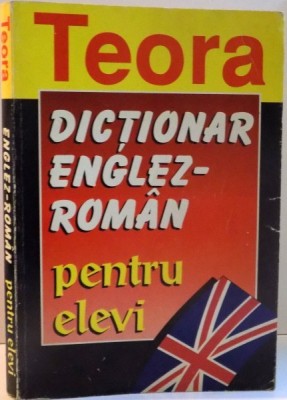 Teora
DICȚIONAR
ENGLEZ-
ROMÂN
pentru
elevi
Teora
ENGLEZ-ROMÂN
pentru elevi